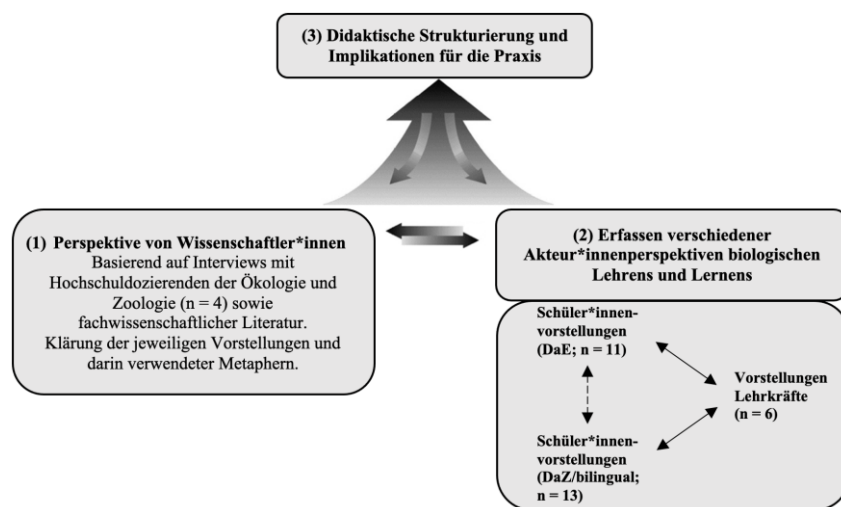 (3) Didaktische Strukturierung und
Implikationen für die Praxis
(1) Perspektive von Wissenschaftler*innen
Basierend auf Interviews mit
Hochschuldozierenden der Ökologie und
Zoologie (n = 4) sowie
fachwissenschaftlicher Literatur.
Klärung der jeweiligen Vorstellungen und
darin verwendeter Metaphern.
(2) Erfassen verschiedener
Akteur*innenperspektiven biologischen
Lehrens und Lernens
Schüler*innen-
vorstellungen
(DaE; n = 11)
Vorstellungen
Lehrkräfte
(n = 6)
Schüler*innen-
vorstellungen
(DaZ/bilingual;
n = 13)